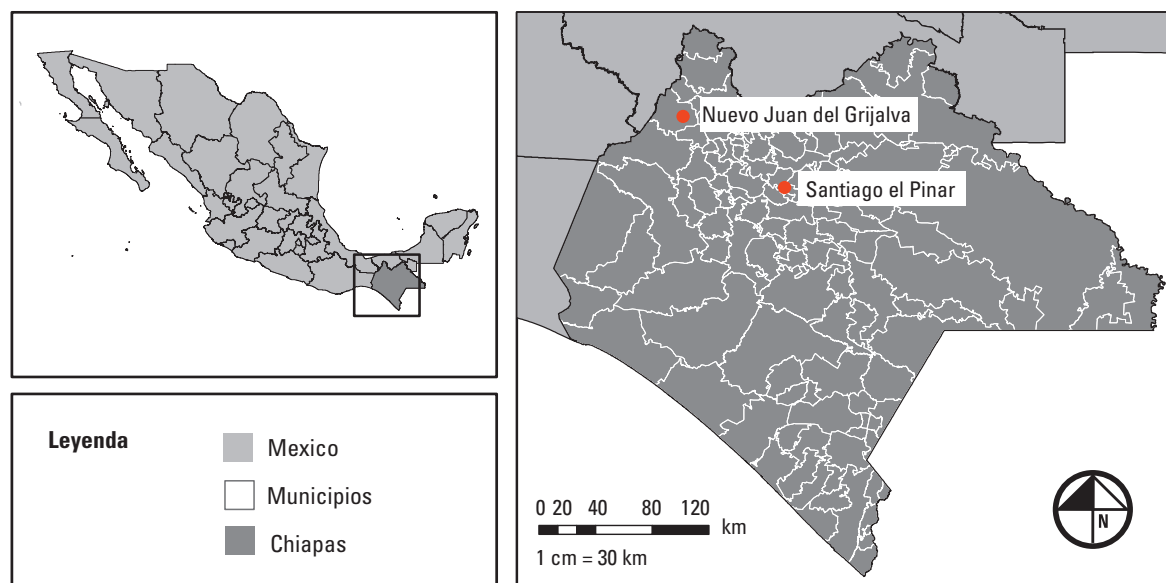 Nuevo Juan del Grijalva
Santiago el Pinar
Leyenda
Mexico
Municipios
Chiapas
0 20 40 80 120
km
1 cm = 30 km
N